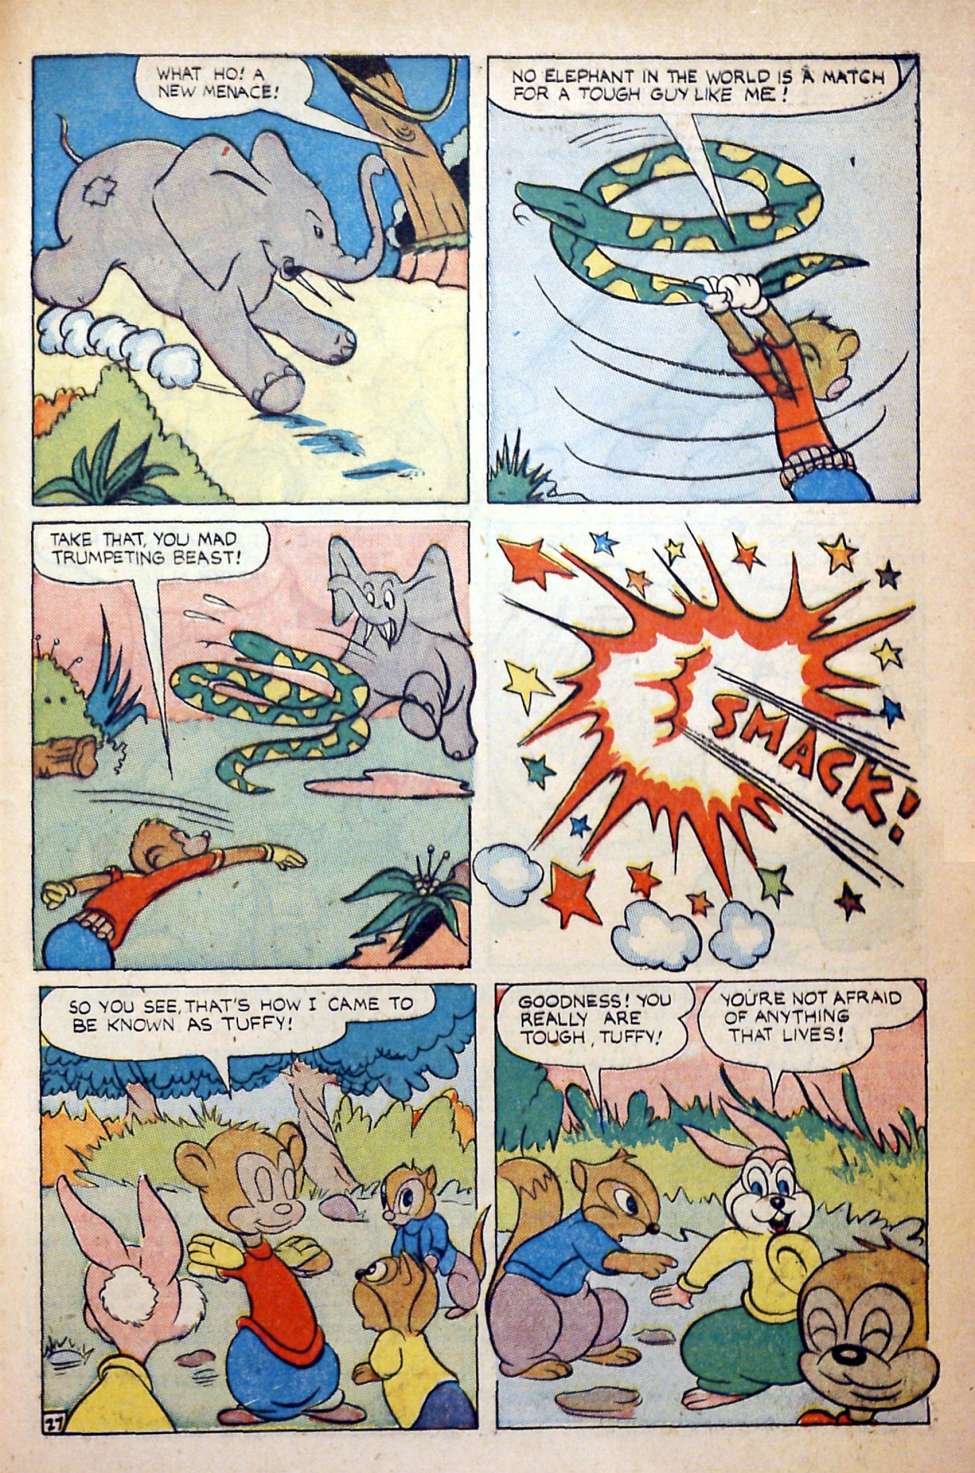 WHAT HO! A
NEW MENACE!
NO ELEPHANT IN THE WORLD IS A MATCH
FOR A TOUGH GUY LIKE ME!
TAKE THAT, YOU MAD
TRUMPETING BEAST!
SMACK!
SO YOU SEE, THAT'S HOW I CAME TO
BE KNOWN AS TUFFY!
GOODNESS! YOU
REALLY ARE
TOUGH, TUFFY!
YOU'RE NOT AFRAID
OF ANYTHING
THAT LIVES!
27